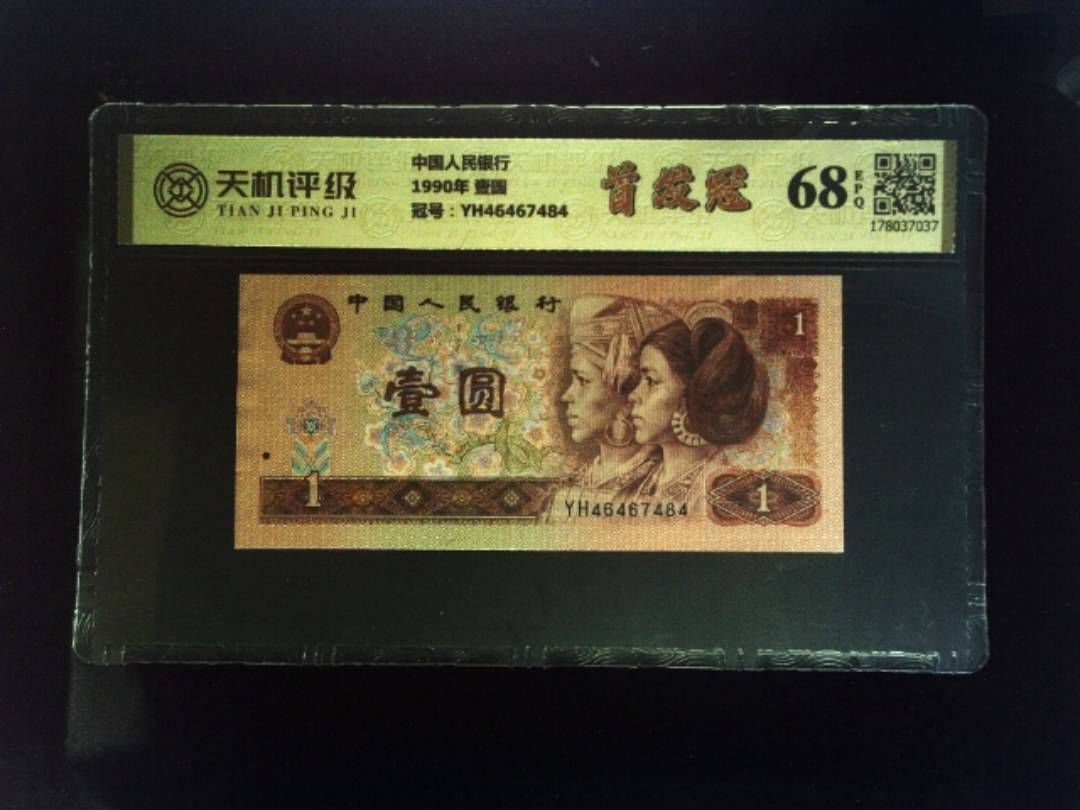 天机评级
TIAN JI PING JI
中国人民银行
1990年 壹圆
冠号：YH46467484
首发冠
68
EPQ
178037037
中国人民银行
1
壹圆
1
YH46467484
1